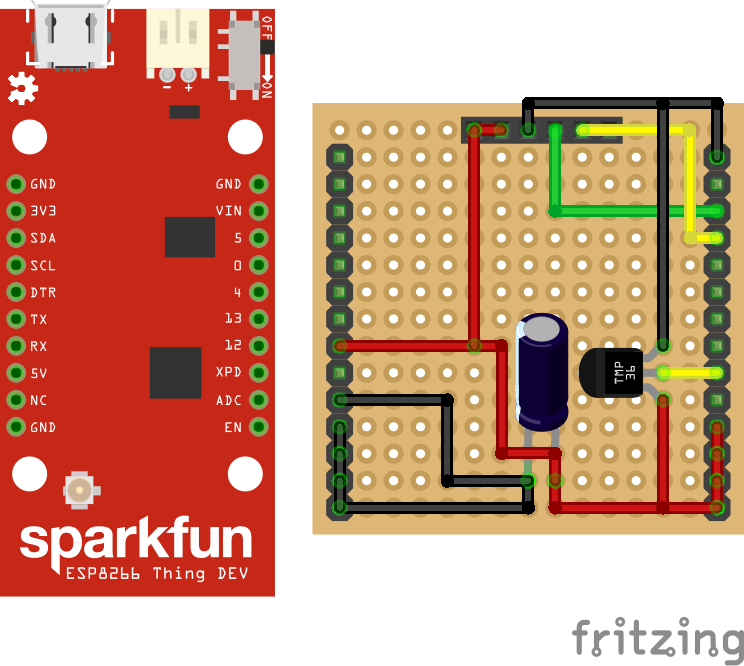 OFF
ON
- +
GND GND
3V3 VIN
SDA 5
SCL 0
DTR 4
TX 13
RX 12
5V XPD
NC ADC
GND EN
sparkfun
ESP8266 Thing DEV
TMP
36
fritzing